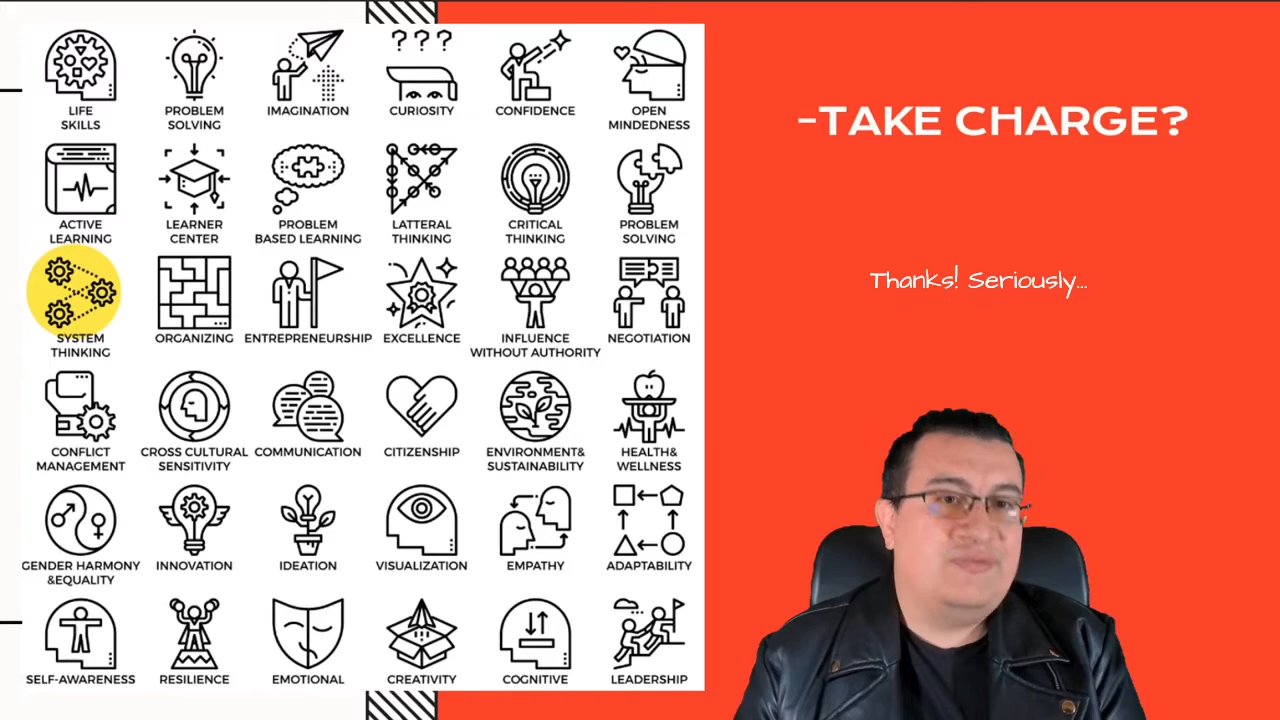 LIFE
SKILLS
PROBLEM
SOLVING
IMAGINATION
? ? ?
CURIOSITY
CONFIDENCE
OPEN
MINDEDNESS
ACTIVE
LEARNING
LEARNER
CENTER
PROBLEM
BASED LEARNING
LATTERAL
THINKING
CRITICAL
THINKING
PROBLEM
SOLVING
SYSTEM
THINKING
ORGANIZING
ENTREPRENEURSHIP
EXCELLENCE
INFLUENCE
WITHOUT AUTHORITY
NEGOTIATION
CONFLICT
MANAGEMENT
CROSS CULTURAL
SENSITIVITY
COMMUNICATION
CITIZENSHIP
ENVIRONMENT&
SUSTAINABILITY
HEALTH&
WELLNESS
GENDER HARMONY
&EQUALITY
INNOVATION
IDEATION
VISUALIZATION
EMPATHY
ADAPTABILITY
SELF-AWARENESS
RESILIENCE
EMOTIONAL
CREATIVITY
COGNITIVE
LEADERSHIP
-TAKE CHARGE?
Thanks! Seriously...